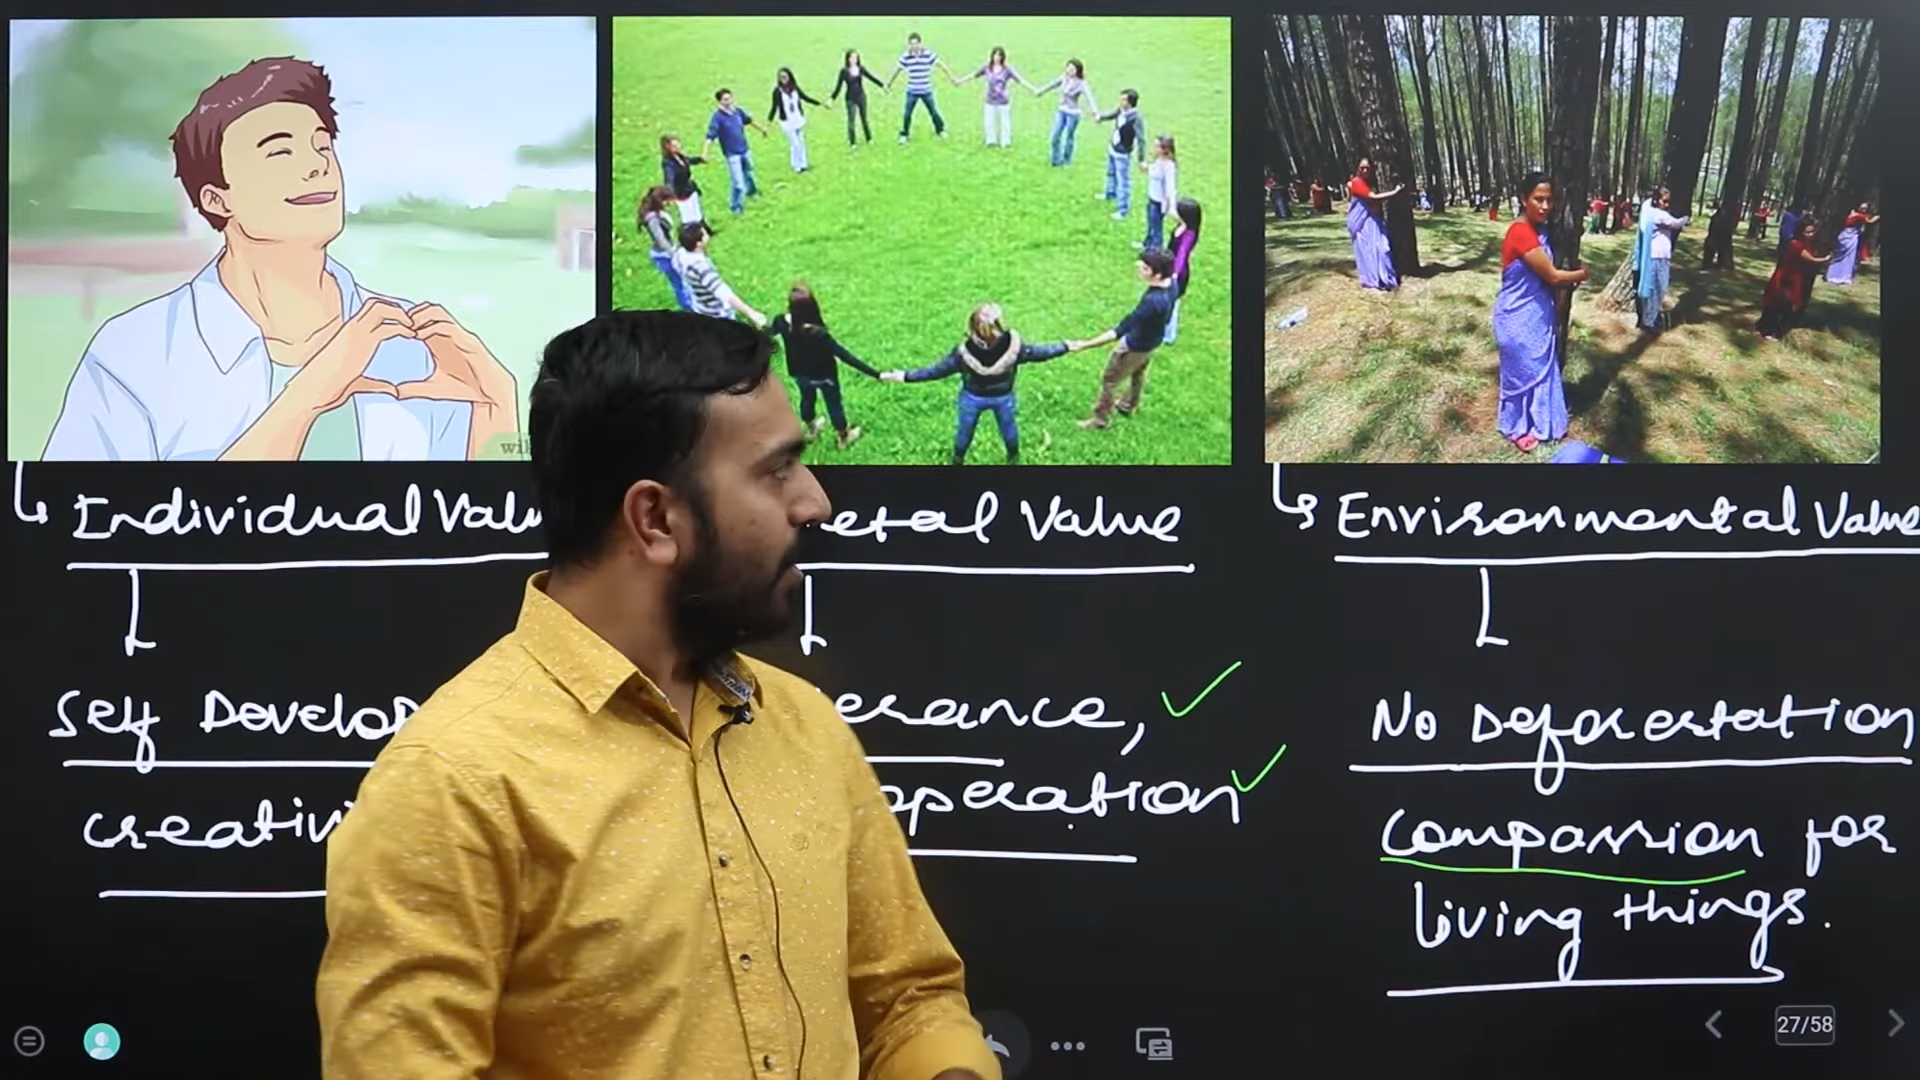 Individual Valu
etal Value
Environmental Value
Self Develop
erance,
No Deforestation
creativi
operation
compassion for
living things.
27/58